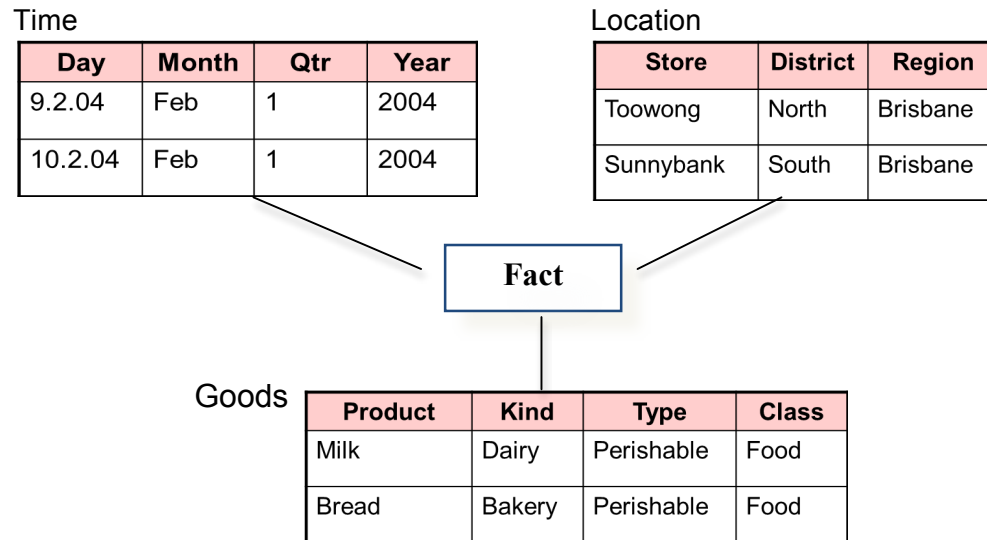 Time
Day Month Qtr Year
9.2.04 Feb 1 2004
10.2.04 Feb 1 2004
Location
Store District Region
Toowong North Brisbane
Sunnybank South Brisbane
Fact
Goods
Product Kind Type Class
Milk Dairy Perishable Food
Bread Bakery Perishable Food